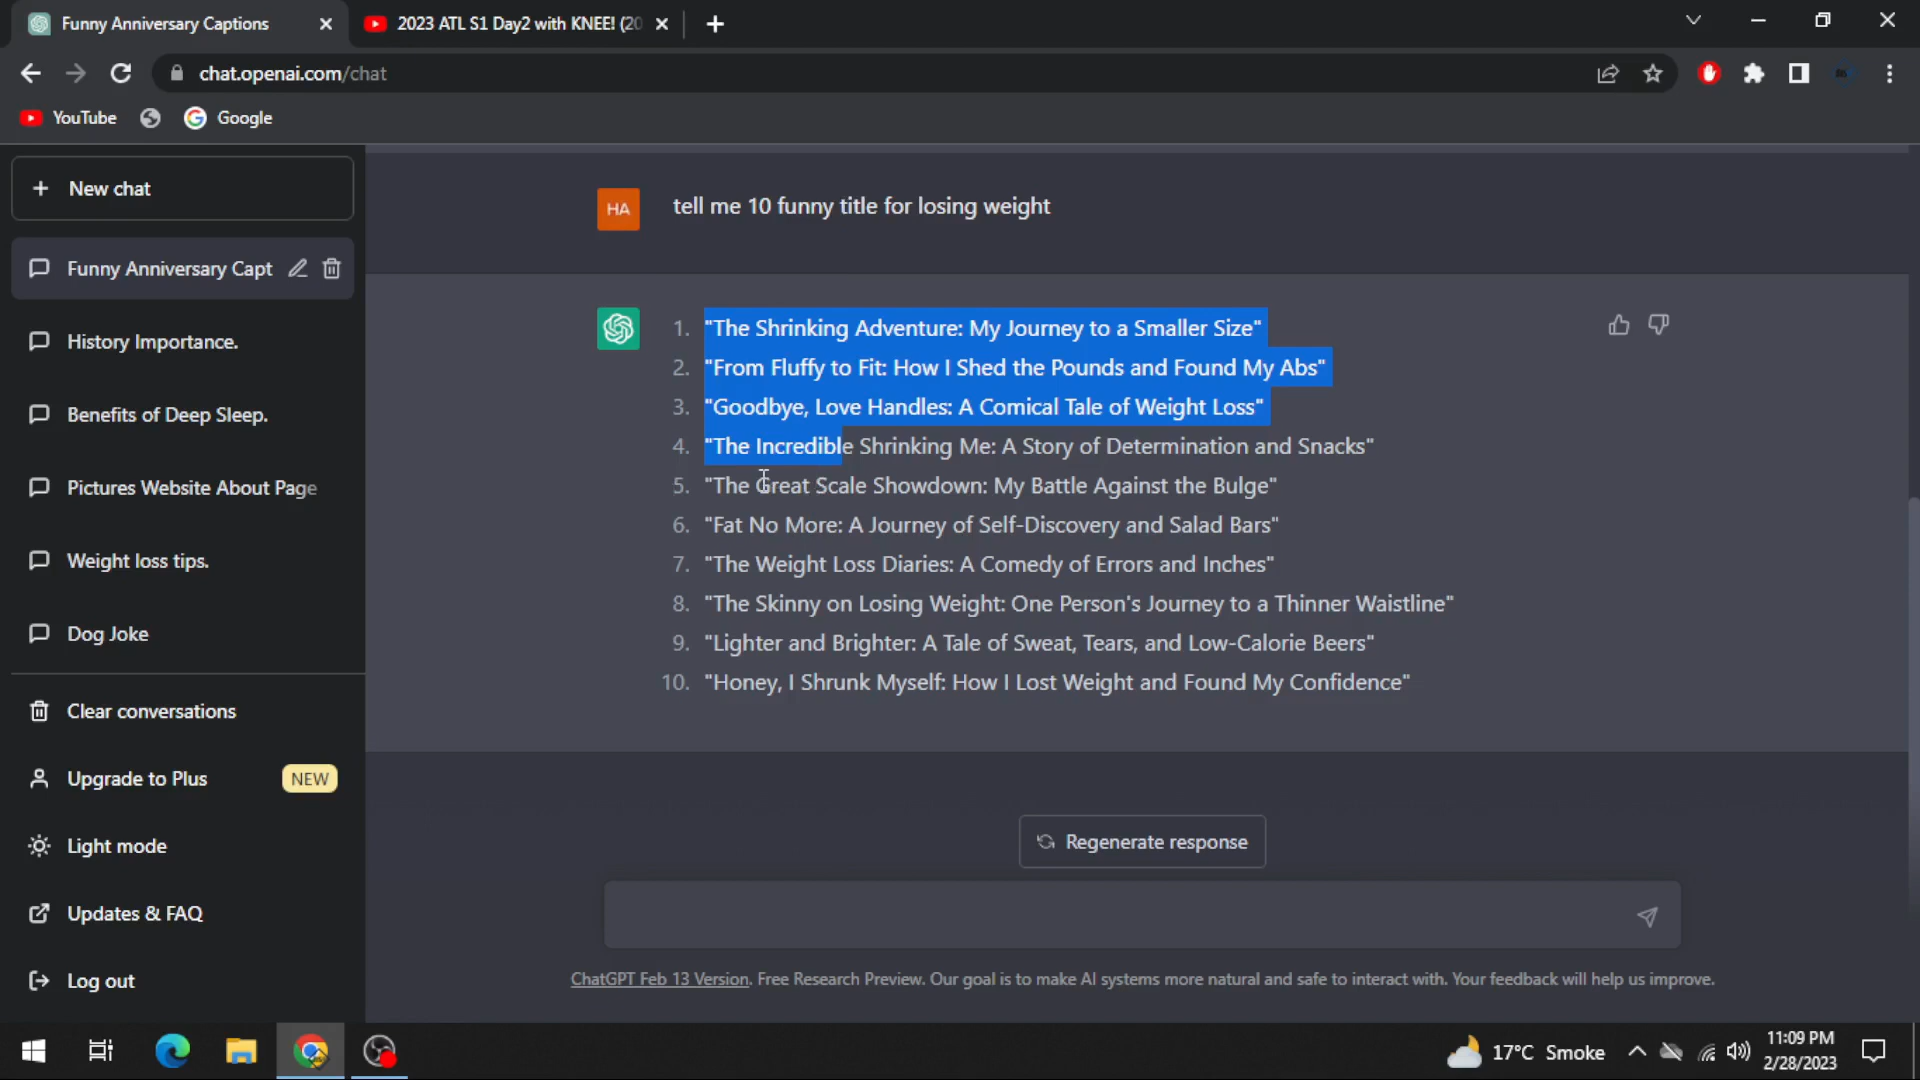 Funny Anniversary Captions
2023 ATL S1 Day2 with KNEE! (20
chat.openai.com/chat
YouTube
Google
New chat
Funny Anniversary Capt
History Importance.
Benefits of Deep Sleep.
Pictures Website About Page
Weight loss tips.
Dog Joke
Clear conversations
Upgrade to Plus NEW
Light mode
Updates & FAQ
Log out
HA tell me 10 funny title for losing weight
1. "The Shrinking Adventure: My Journey to a Smaller Size"
2. "From Fluffy to Fit: How I Shed the Pounds and Found My Abs"
3. "Goodbye, Love Handles: A Comical Tale of Weight Loss"
4. "The Incredible Shrinking Me: A Story of Determination and Snacks"
5. "The Great Scale Showdown: My Battle Against the Bulge"
6. "Fat No More: A Journey of Self-Discovery and Salad Bars"
7. "The Weight Loss Diaries: A Comedy of Errors and Inches"
8. "The Skinny on Losing Weight: One Person's Journey to a Thinner Waistline"
9. "Lighter and Brighter: A Tale of Sweat, Tears, and Low-Calorie Beers"
10. "Honey, I Shrunk Myself: How I Lost Weight and Found My Confidence"
Regenerate response
ChatGPT Feb 13 Version. Free Research Preview. Our goal is to make AI systems more natural and safe to interact with. Your feedback will help us improve.
17°C Smoke
11:09 PM
2/28/2023